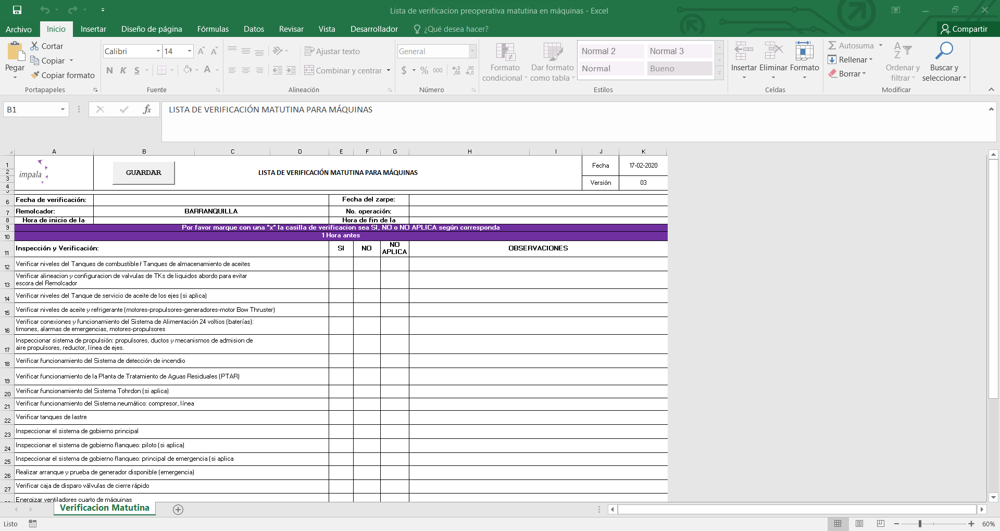 Lista de verificacion preoperativa matutina en máquinas - Excel
Archivo Inicio Insertar Diseño de página Fórmulas Datos Revisar Vista Desarrollador ¿Qué desea hacer? Compartir
Pegar
Cortar
Copiar
Copiar formato
Portapapeles
Calibri 14
N K S
Fuente
Ajustar texto
Combinar y centrar
Alineación
General
$ % 000
Número
Formato condicional
Dar formato como tabla
Normal 2 Normal 3
Normal Bueno
Estilos
Insertar Eliminar Formato
Celdas
Autosuma
Rellenar
Borrar
Ordenar y filtrar
Buscar y seleccionar
Modificar
B1 fx LISTA DE VERIFICACIÓN MATUTINA PARA MÁQUINAS
A B C D E F G H I J K
impala
GUARDAR
LISTA DE VERIFICACIÓN MATUTINA PARA MÁQUINAS
Fecha 17-02-2020
Versión 03
1
2
3
4
6 Fecha de verificación: Fecha del zarpe:
7 Remolcador: BARRANQUILLA No. operación:
8 Hora de inicio de la Hora de fin de la
9 Por favor marque con una "x" la casilla de verificacion sea SI, NO o NO APLICA según corresponda
10 1 Hora antes
11 Inspección y Verificación: SI NO NO APLICA OBSERVACIONES
12 Verificar niveles del Tanques de combustible / Tanques de almacenamiento de aceites
13 Verificar alineacion y configuracion de valvulas de TKs de liquidos abordo para evitar
escora del Remolcador
14 Verificar niveles del Tanque de servicio de aceite de los ejes (si aplica)
15 Verificar niveles de aceite y refrigerante (motores-propulsores-generadores-motor Bow Thruster)
16 Verificar conexiones y funcionamiento del Sistema de Alimentación 24 voltios (baterías):
timones, alarmas de emergencias, motores-propulsores
17 Inspeccionar sistema de propulsión: propulsores, ductos y mecanismos de admision de
aire propulsores, reductor, línea de ejes.
18 Verificar funcionamiento del Sistema de detección de incendio
19 Verificar funcionamiento de la Planta de Tratamiento de Aguas Residuales (PTAR)
20 Verificar funcionamiento del Sistema Tohrdon (si aplica)
21 Verificar funcionamiento del Sistema neumático: compresor, línea
22 Verificar tanques de lastre
23 Inspeccionar el sistema de gobierno principal
24 Inspeccionar el sistema de gobierno flanqueo: piloto (si aplica)
25 Inspeccionar el sistema de gobierno flanqueo: principal de emergencia (si aplica
26 Realizar arranque y prueba de generador disponible (emergencia)
27 Verificar caja de disparo válvulas de cierre rápido
Energizar ventiladores cuarto de máquinas
Verificacion Matutina
Listo 60%